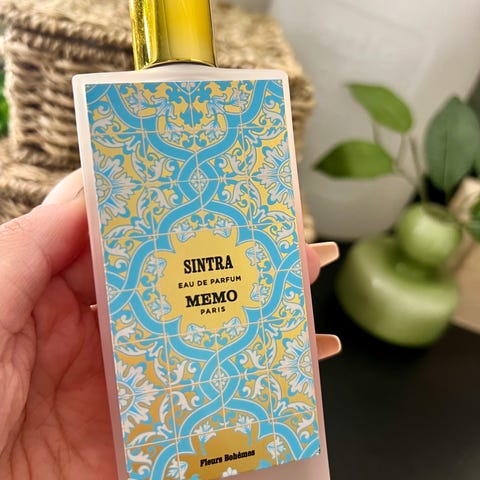 SINTRA
EAU DE PARFUM
MEMO
PARIS
Fleurs Bohèmes